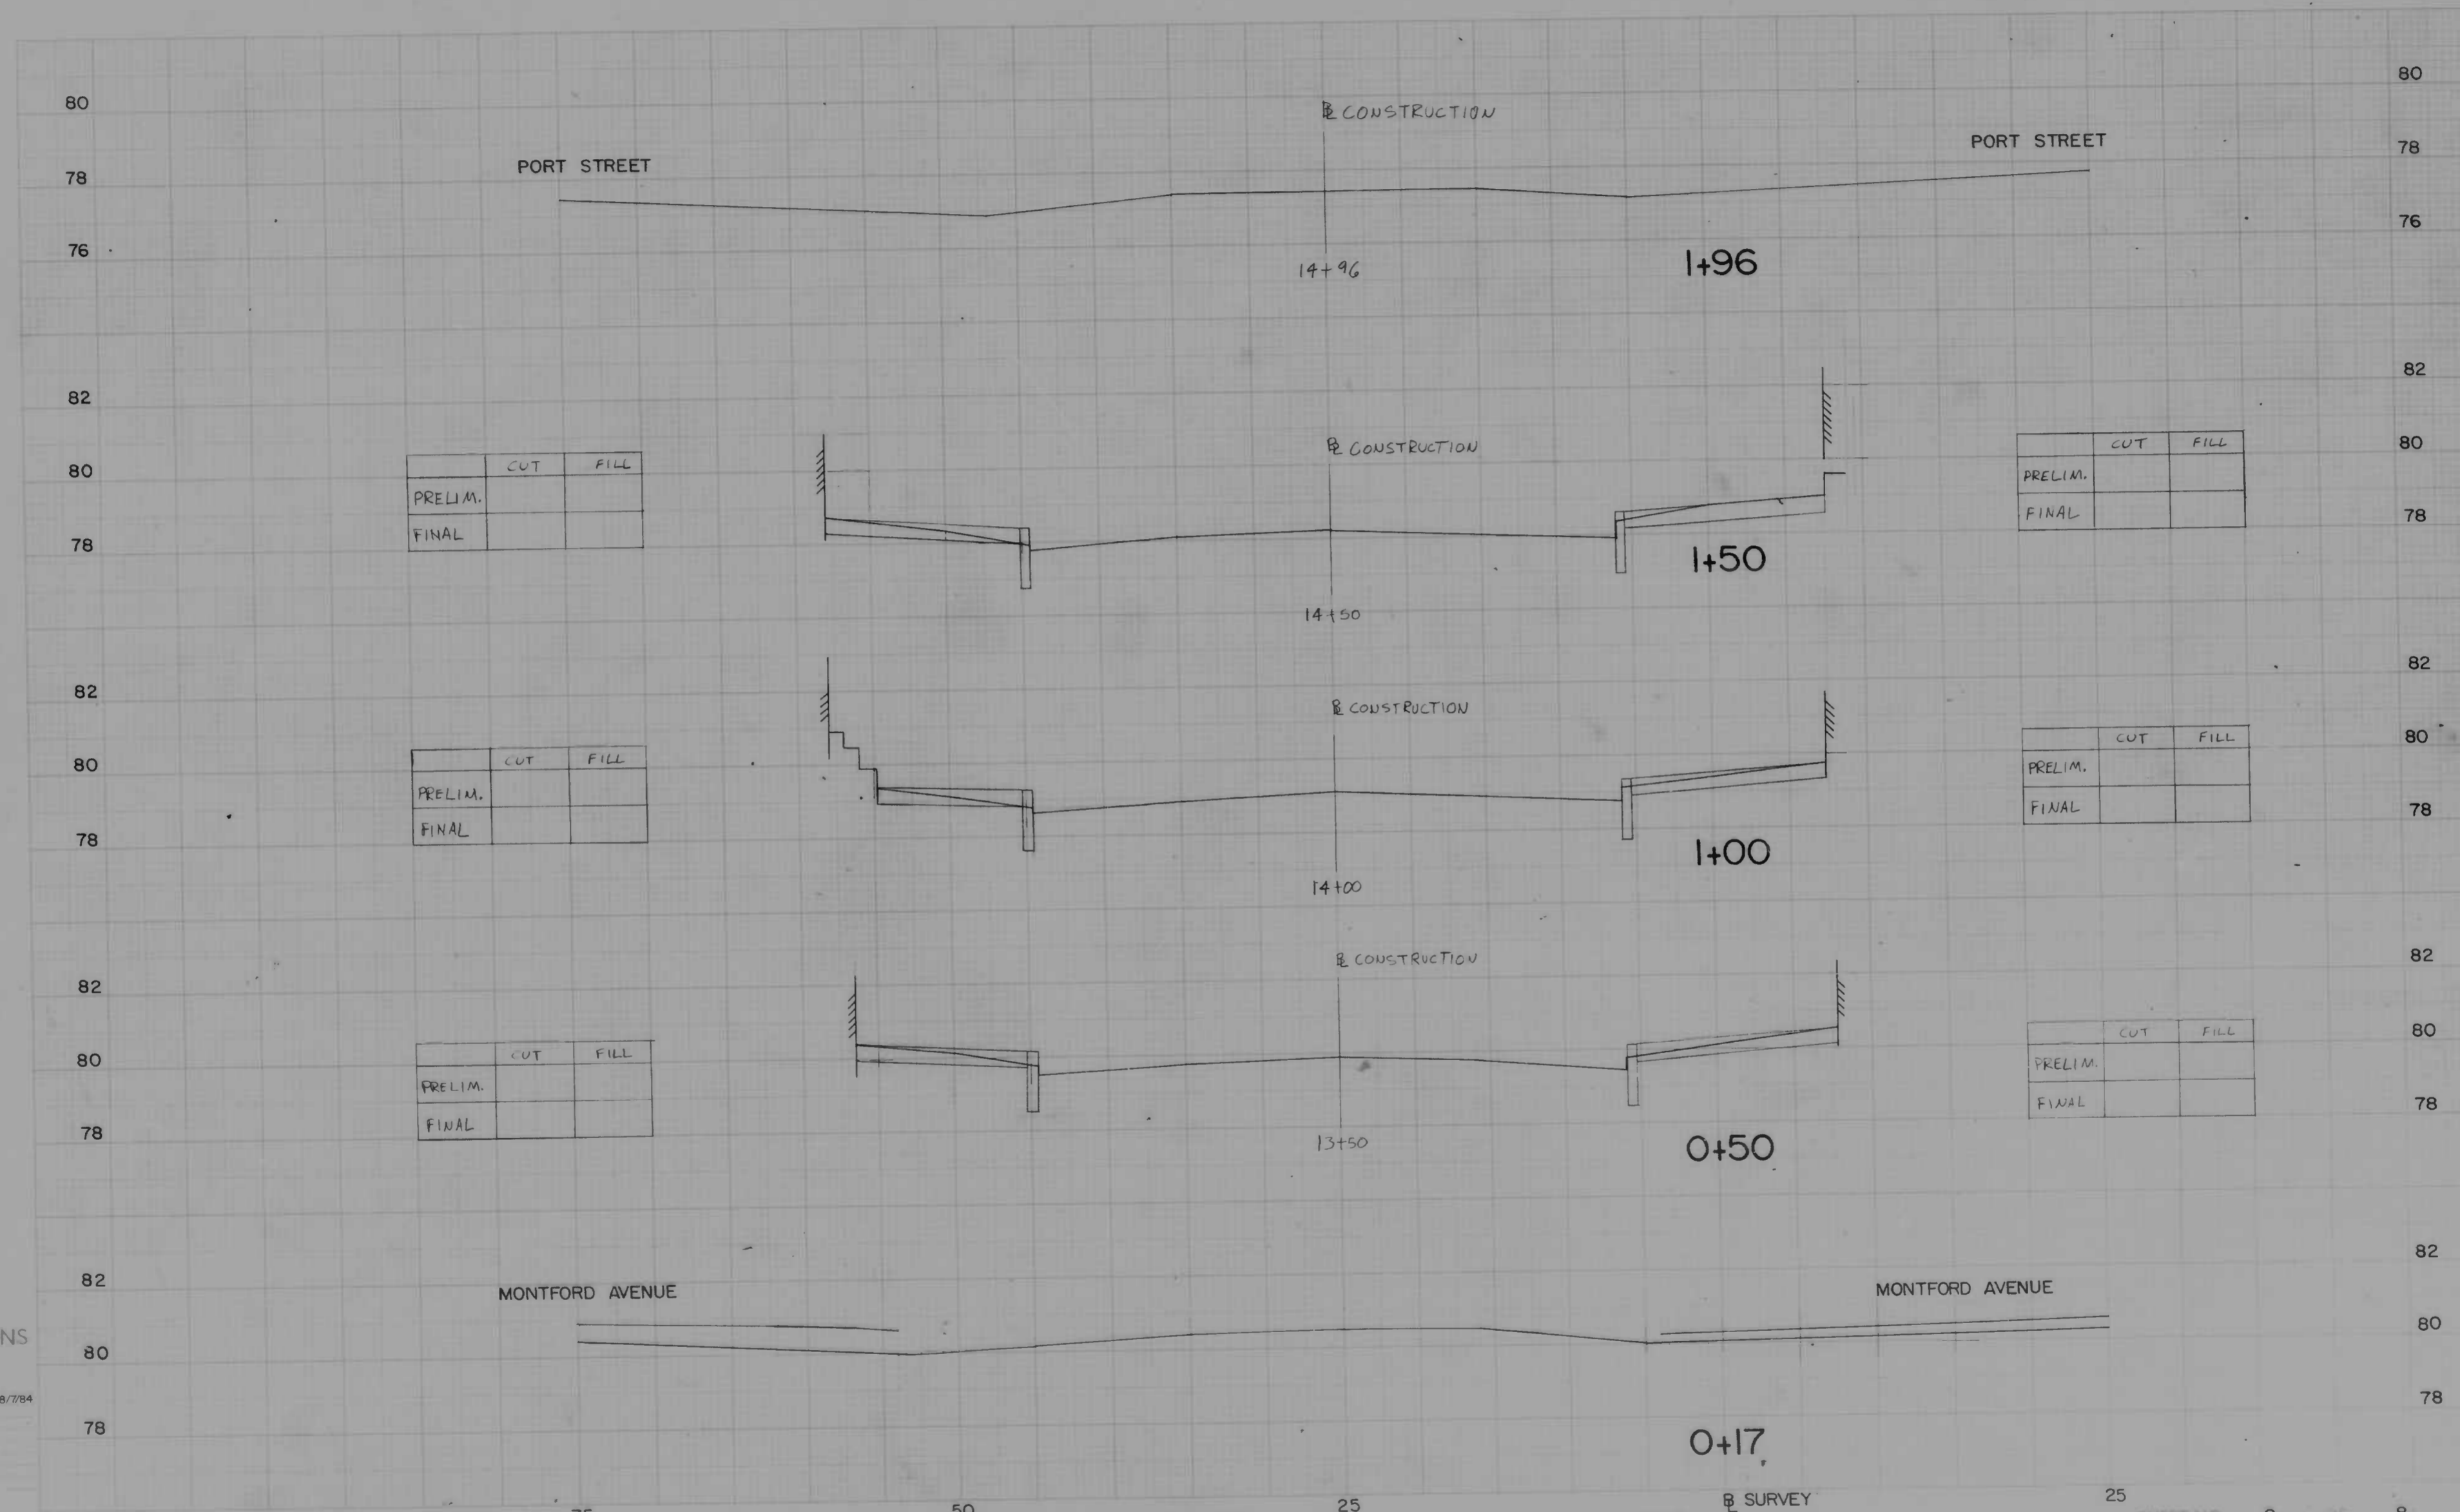 80 80
℄ CONSTRUCTION
PORT STREET PORT STREET
78 78
76 76
14+96 1+96
82 82
℄ CONSTRUCTION
80 CUT FILL CUT FILL 80
PRELIM. PRELIM.
78 FINAL FINAL 78
1+50
14+50
82 82
℄ CONSTRUCTION
80 CUT FILL CUT FILL 80
PRELIM. PRELIM.
78 FINAL FINAL 78
1+00
14+00
82 82
℄ CONSTRUCTION
80 CUT FILL CUT FILL 80
PRELIM. PRELIM.
78 FINAL FINAL 78
13+50 0+50
82 82
MONTFORD AVENUE MONTFORD AVENUE
NS
80 80
8/7/84
78 78
0+17
50 25 ℄ SURVEY 25